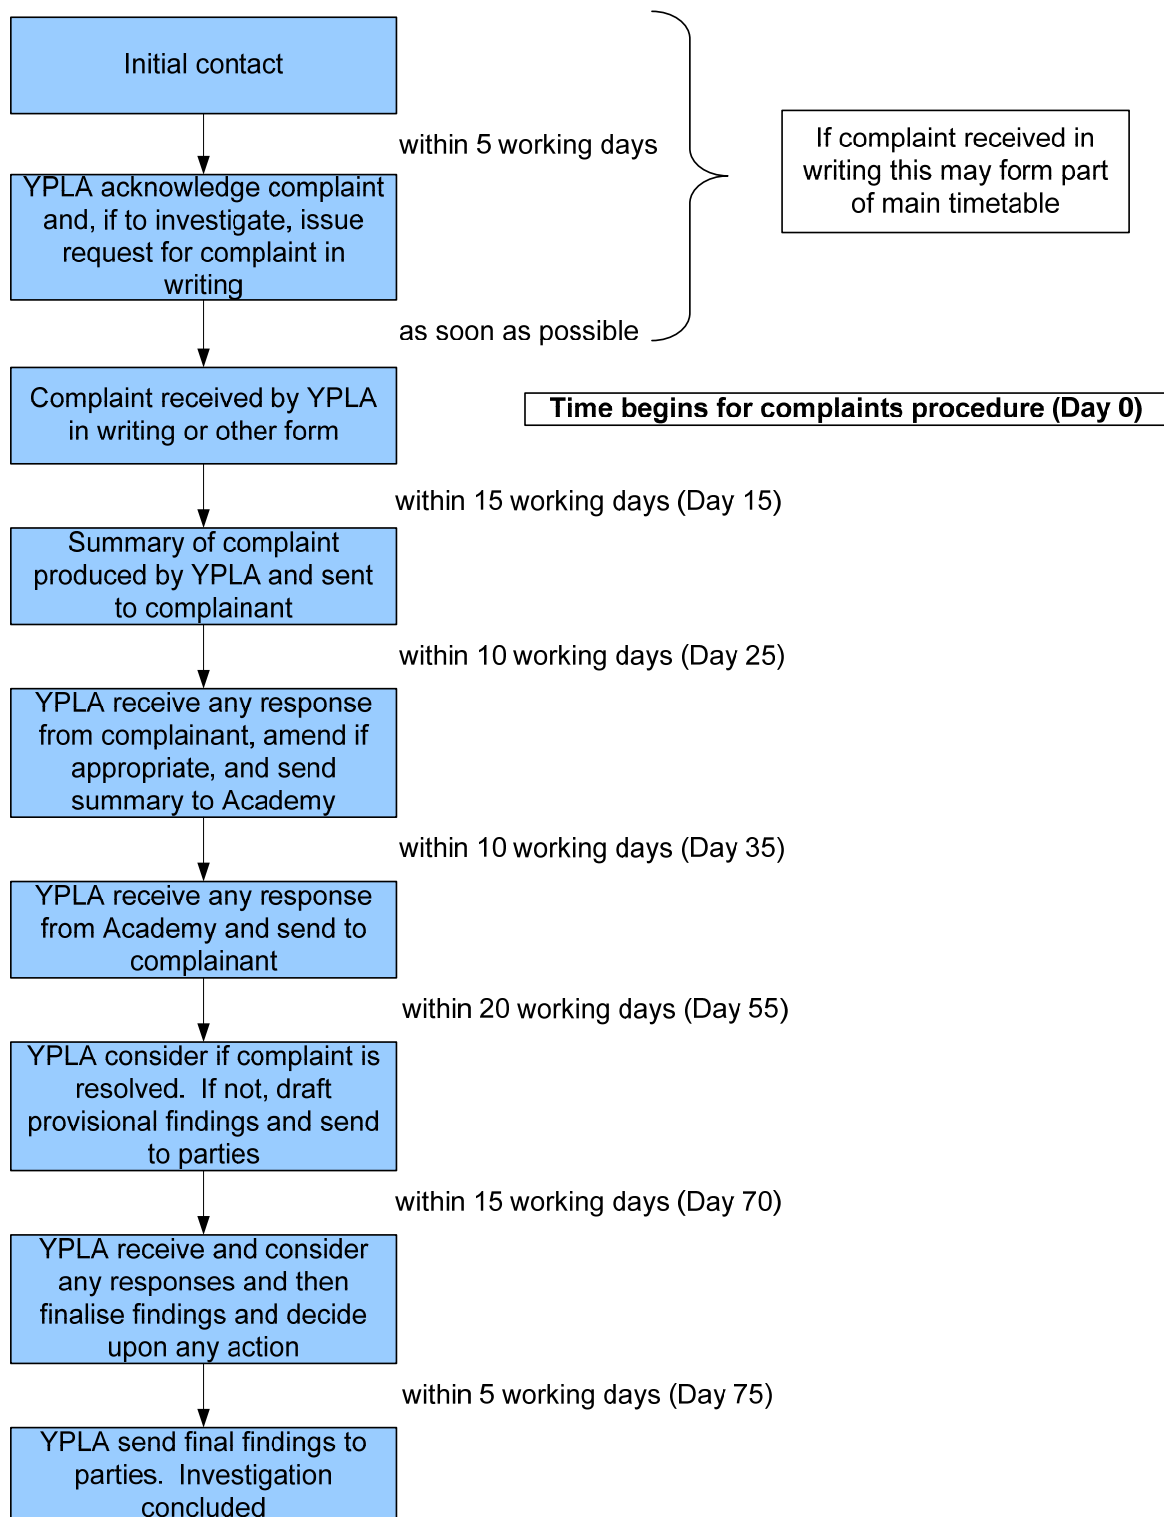 Initial contact
within 5 working days
If complaint received in
writing this may form part
of main timetable
YPLA acknowledge complaint
and, if to investigate, issue
request for complaint in
writing
as soon as possible
Complaint received by YPLA
in writing or other form
Time begins for complaints procedure (Day 0)
within 15 working days (Day 15)
Summary of complaint
produced by YPLA and sent
to complainant
within 10 working days (Day 25)
YPLA receive any response
from complainant, amend if
appropriate, and send
summary to Academy
within 10 working days (Day 35)
YPLA receive any response
from Academy and send to
complainant
within 20 working days (Day 55)
YPLA consider if complaint is
resolved.  If not, draft
provisional findings and send
to parties
within 15 working days (Day 70)
YPLA receive and consider
any responses and then
finalise findings and decide
upon any action
within 5 working days (Day 75)
YPLA send final findings to
parties.  Investigation
concluded